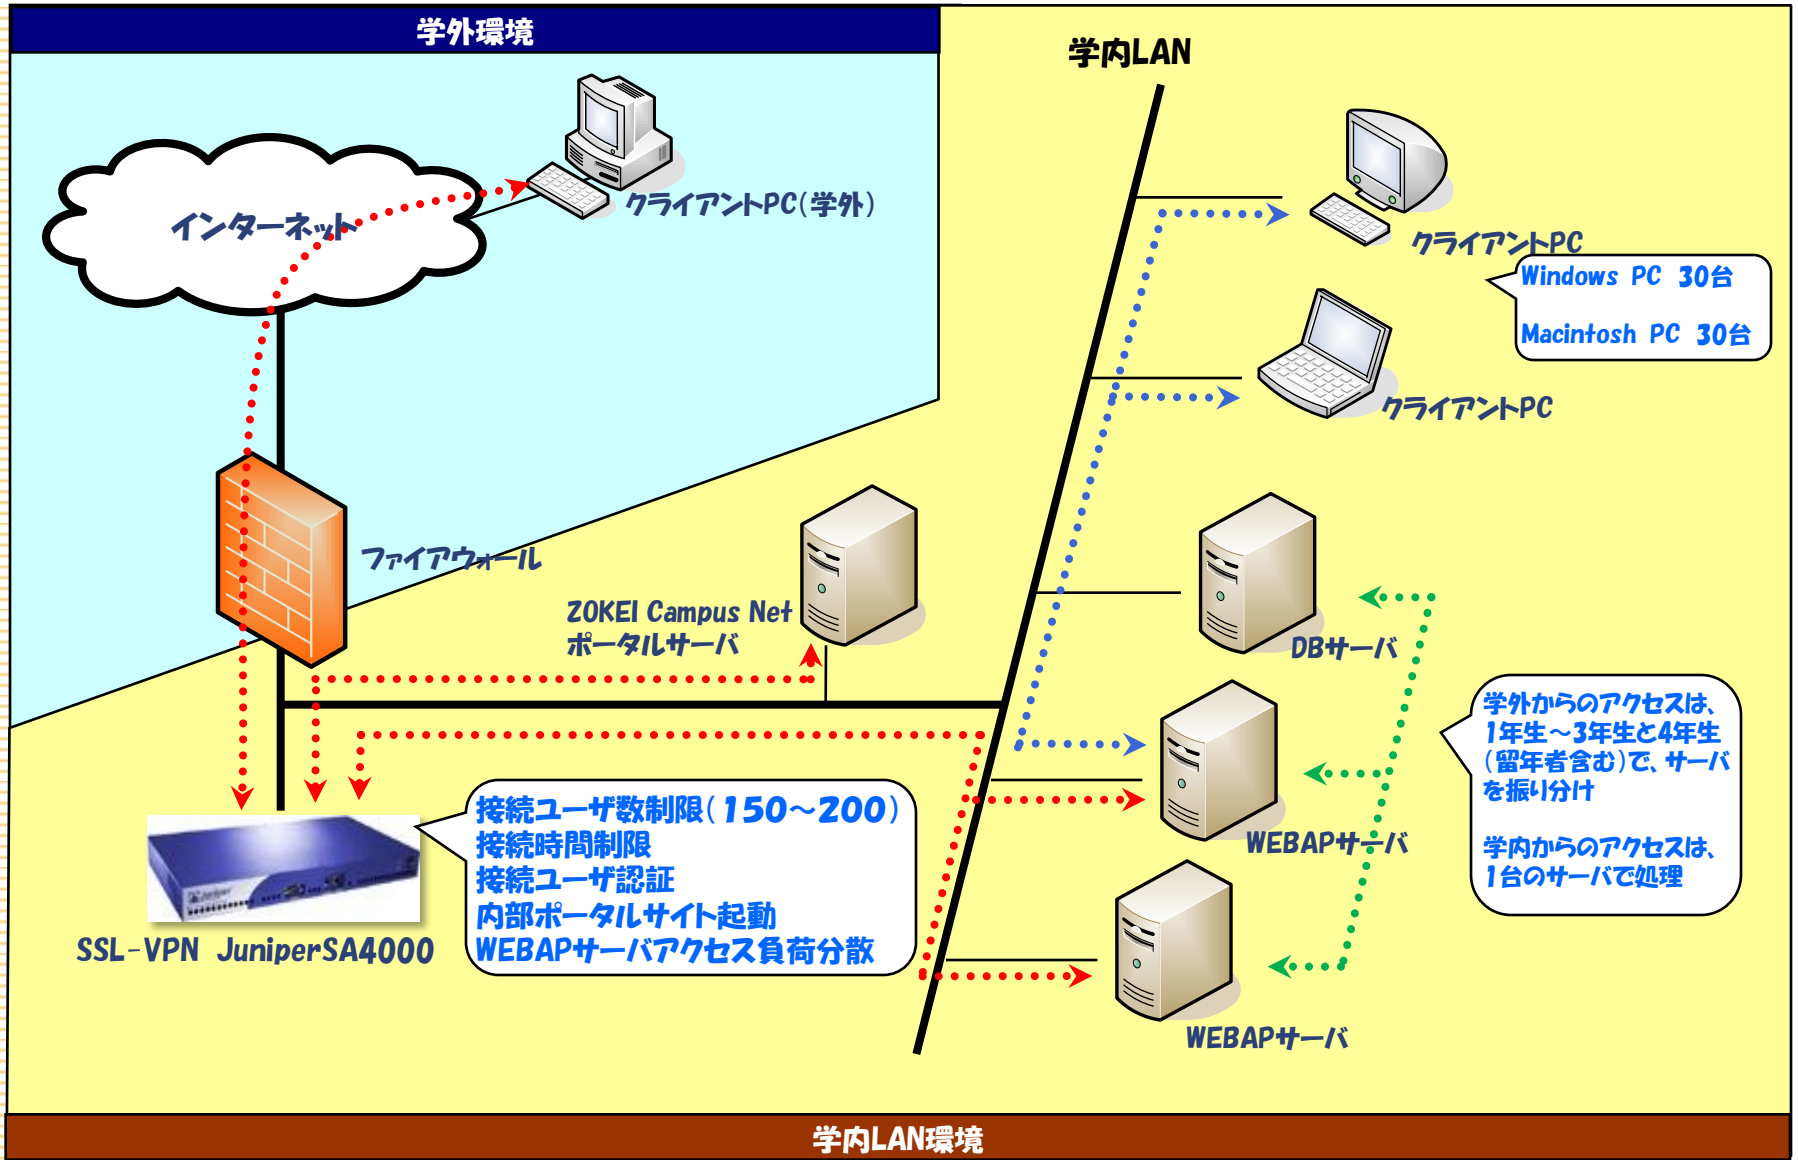 学外環境
学内LAN
インターネット
クライアントPC(学外)
クライアントPC
Windows PC 30台
Macintosh PC 30台
クライアントPC
ファイアウォール
ZOKEI Campus Net
ポータルサーバ
DBサーバ
学外からのアクセスは、
1年生～3年生と4年生
(留年者含む)で、サーバ
を振り分け
学内からのアクセスは、
1台のサーバで処理
接続ユーザ数制限(150～200)
接続時間制限
接続ユーザ認証
内部ポータルサイト起動
WEBAPサーバアクセス負荷分散
WEBAPサーバ
Juniper
SSL-VPN JuniperSA4000
WEBAPサーバ
学内LAN環境